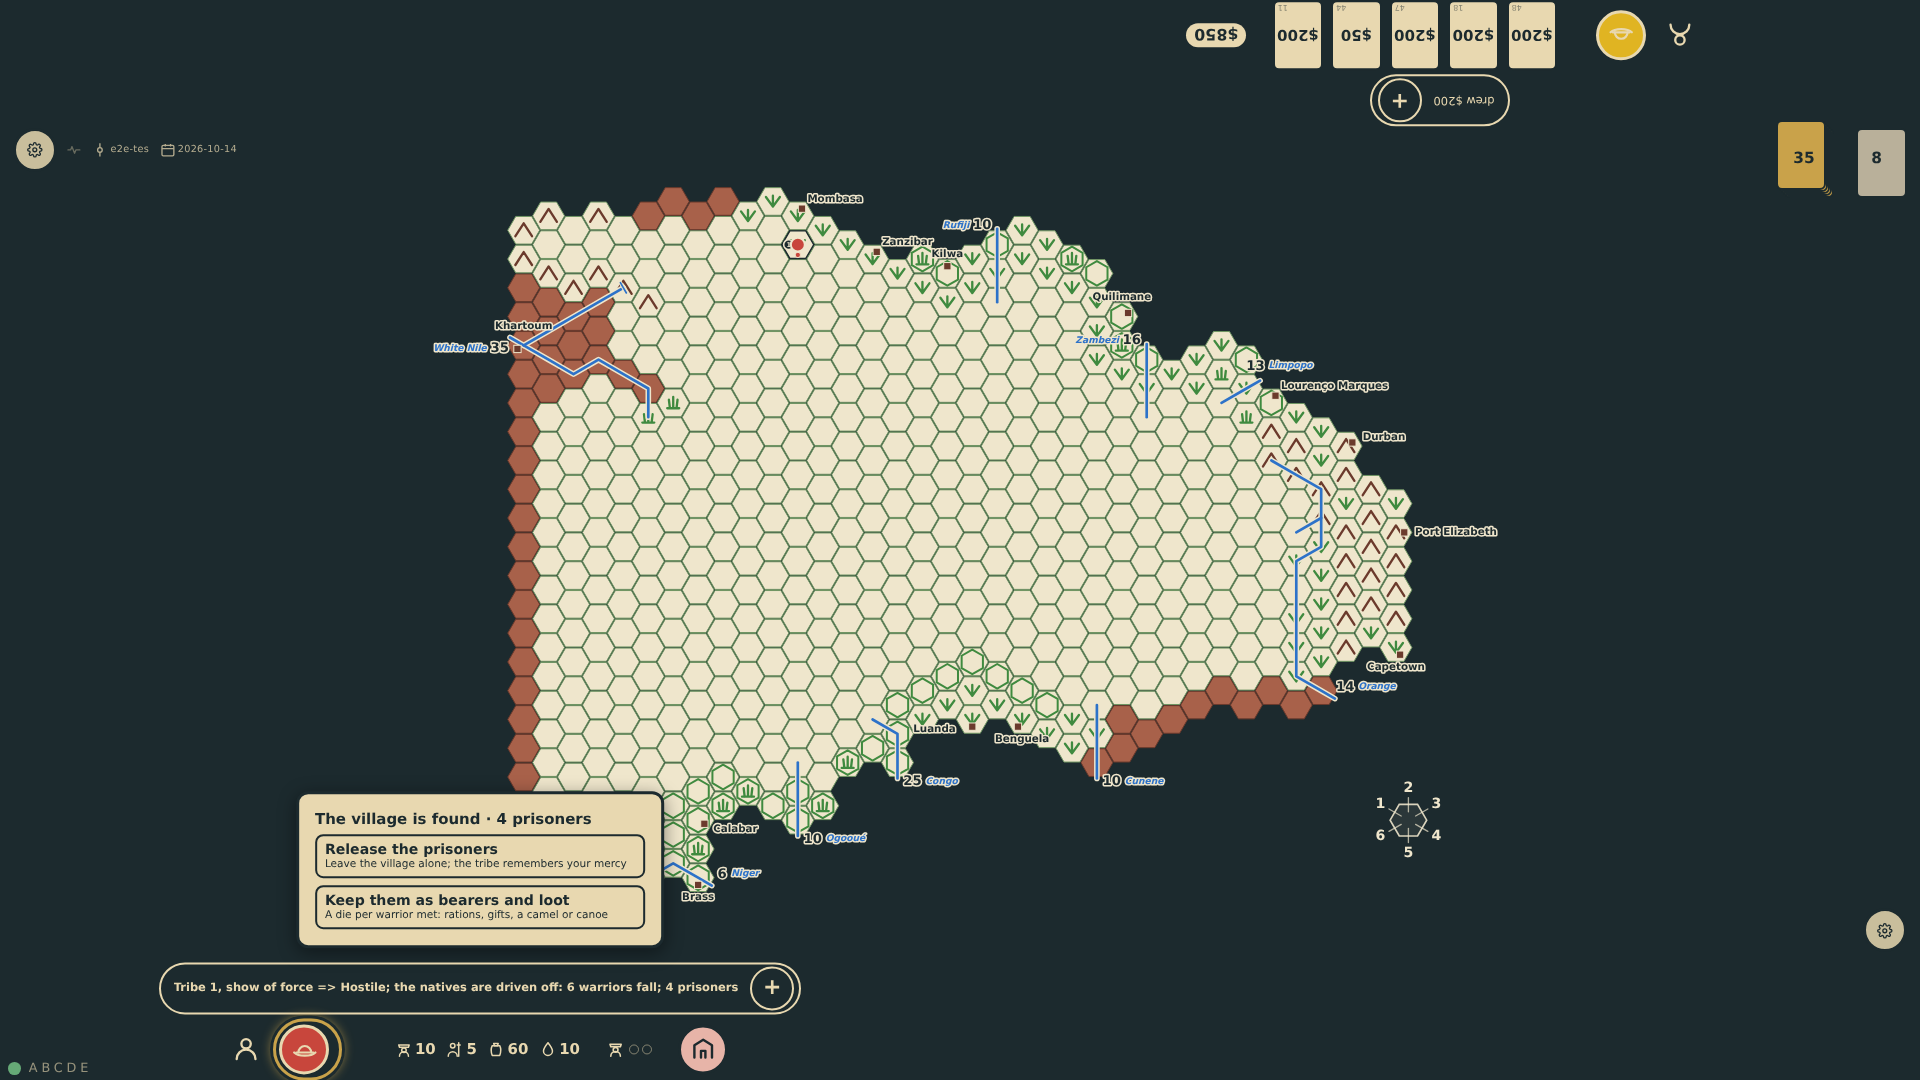 $850
11
$200
44
$50
47
$200
18
$200
48
$200
drew $200
e2e-tes
2026-10-14
35
8
Mombasa
Rufiji 10
Zanzibar
Kilwa
Quilimane
Khartoum
White Nile 35
Zambezi 16
13 Limpopo
Lourenço Marques
Durban
Port Elizabeth
Capetown
14 Orange
Luanda
Benguela
25 Congo
10 Cunene
2
1 3
6 4
5
The village is found · 4 prisoners
Release the prisoners
Leave the village alone; the tribe remembers your mercy
Keep them as bearers and loot
A die per warrior met: rations, gifts, a camel or canoe
Calabar
10 Ogooué
6 Niger
Brass
Tribe 1, show of force => Hostile; the natives are driven off: 6 warriors fall; 4 prisoners
10 5 60 10
ABCDE